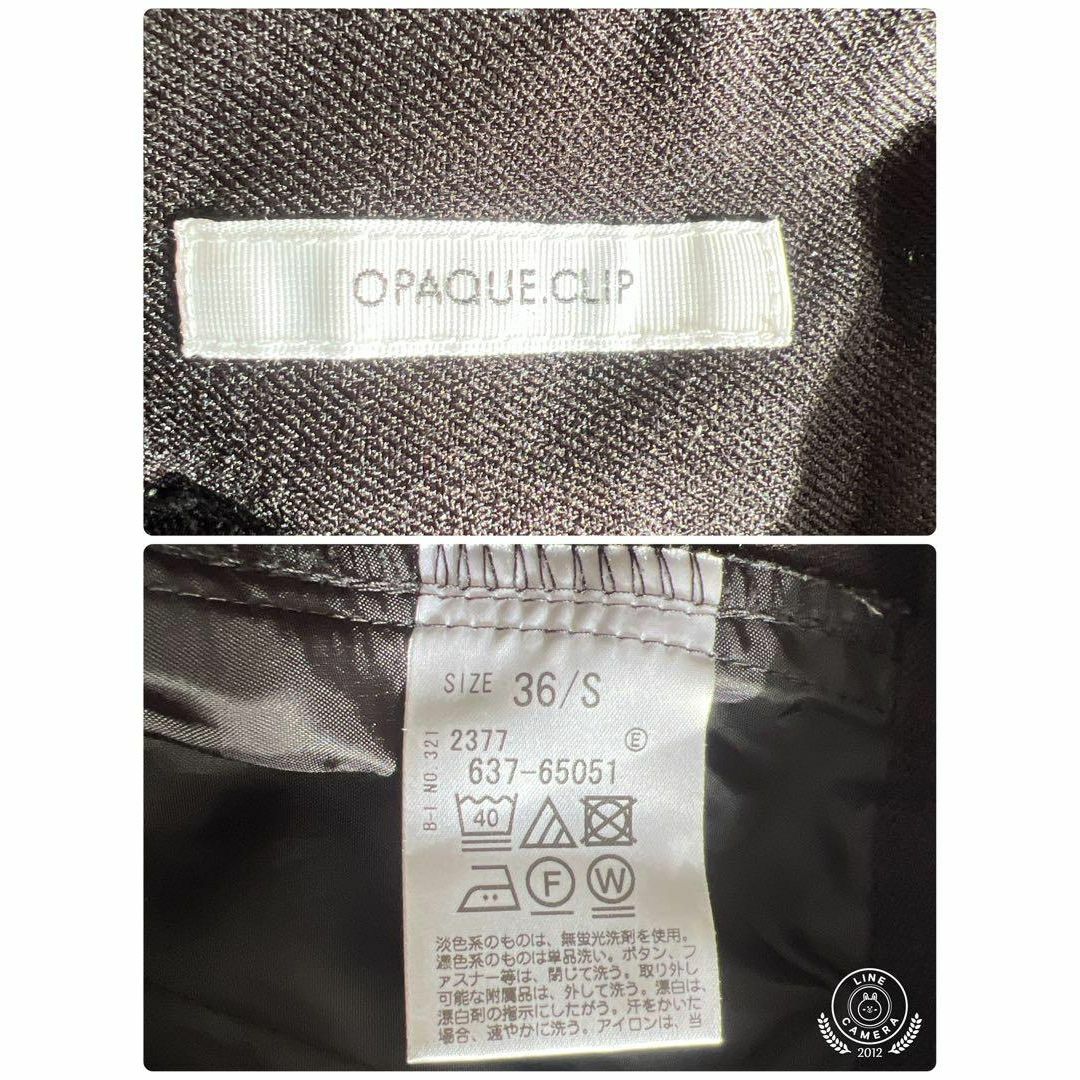 OPAQUE.CLIP
SIZE 36/S
B-I NO 321
2377 Ⓔ
637-65051
40
F W
淡色系のものは、無蛍光洗剤を使用。
濃色系のものは単品洗い。ボタン、フ
ァスナー等は、閉じて洗う。取り外し
可能な附属品は、外して洗う。漂白は、
漂白剤の指示にしたがう。汗をかいた
場合、速やかに洗う。アイロンは、当
LINE CAMERA
2012